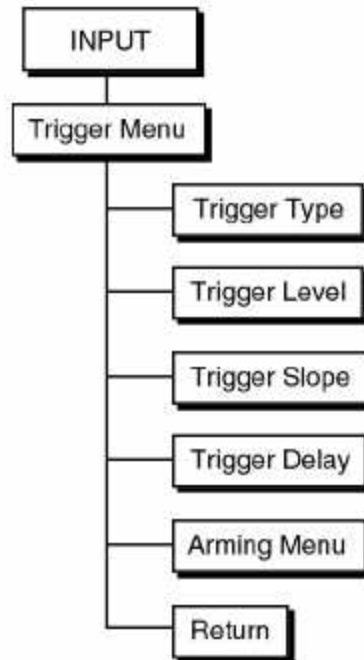 INPUT
Trigger Menu
Trigger Type
Trigger Level
Trigger Slope
Trigger Delay
Arming Menu
Return